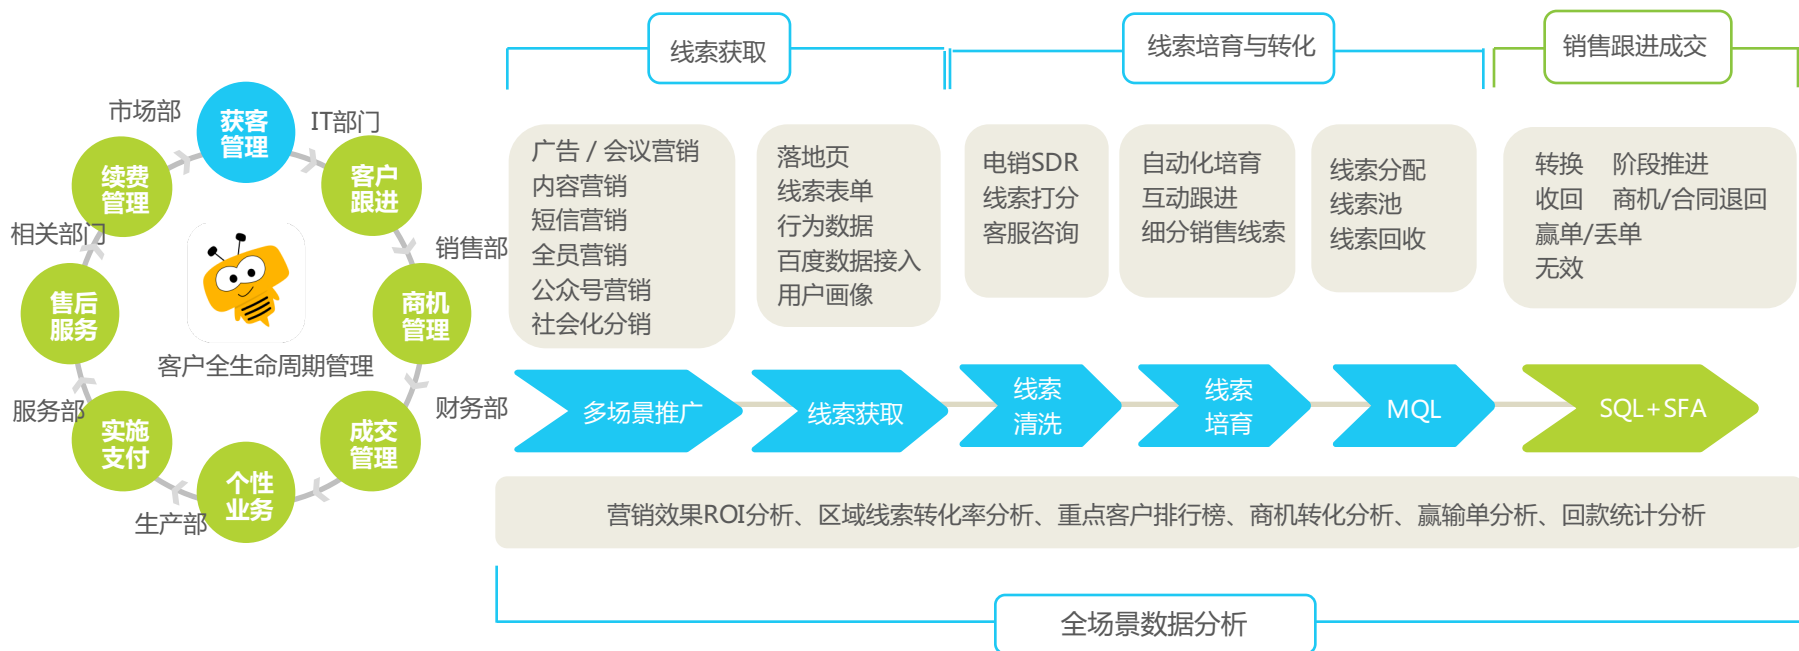 市场部
获客
管理
IT部门
续费
管理
客户
跟进
相关部门
销售部
售后
服务
商机
管理
客户全生命周期管理
服务部
财务部
实施
支付
成交
管理
个性
业务
生产部
线索获取
线索培育与转化
销售跟进成交
广告 / 会议营销
内容营销
短信营销
全员营销
公众号营销
社会化分销
落地页
线索表单
行为数据
百度数据接入
用户画像
电销SDR
线索打分
客服咨询
自动化培育
互动跟进
细分销售线索
线索分配
线索池
线索回收
转换 阶段推进
收回 商机/合同退回
赢单/丢单
无效
多场景推广
线索获取
线索
清洗
线索
培育
MQL
SQL+SFA
营销效果ROI分析、区域线索转化率分析、重点客户排行榜、商机转化分析、赢输单分析、回款统计分析
全场景数据分析